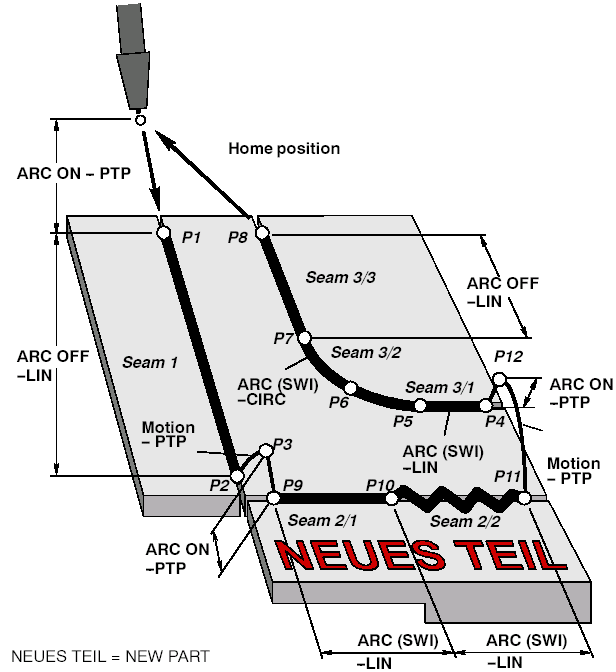 Home position
ARC ON – PTP
P1
P8
Seam 3/3
ARC OFF
–LIN
P7
Seam 3/2
P12
ARC OFF
–LIN
Seam 1
ARC (SWI)
–CIRC
Seam 3/1
ARC ON
–PTP
P6
P5
P4
Motion
– PTP
P3
ARC (SWI)
–LIN
Motion
– PTP
P2
P9
P10
P11
Seam 2/1
Seam 2/2
ARC ON
–PTP
NEUES TEIL
ARC (SWI)
–LIN
ARC (SWI)
–LIN
NEUES TEIL = NEW PART